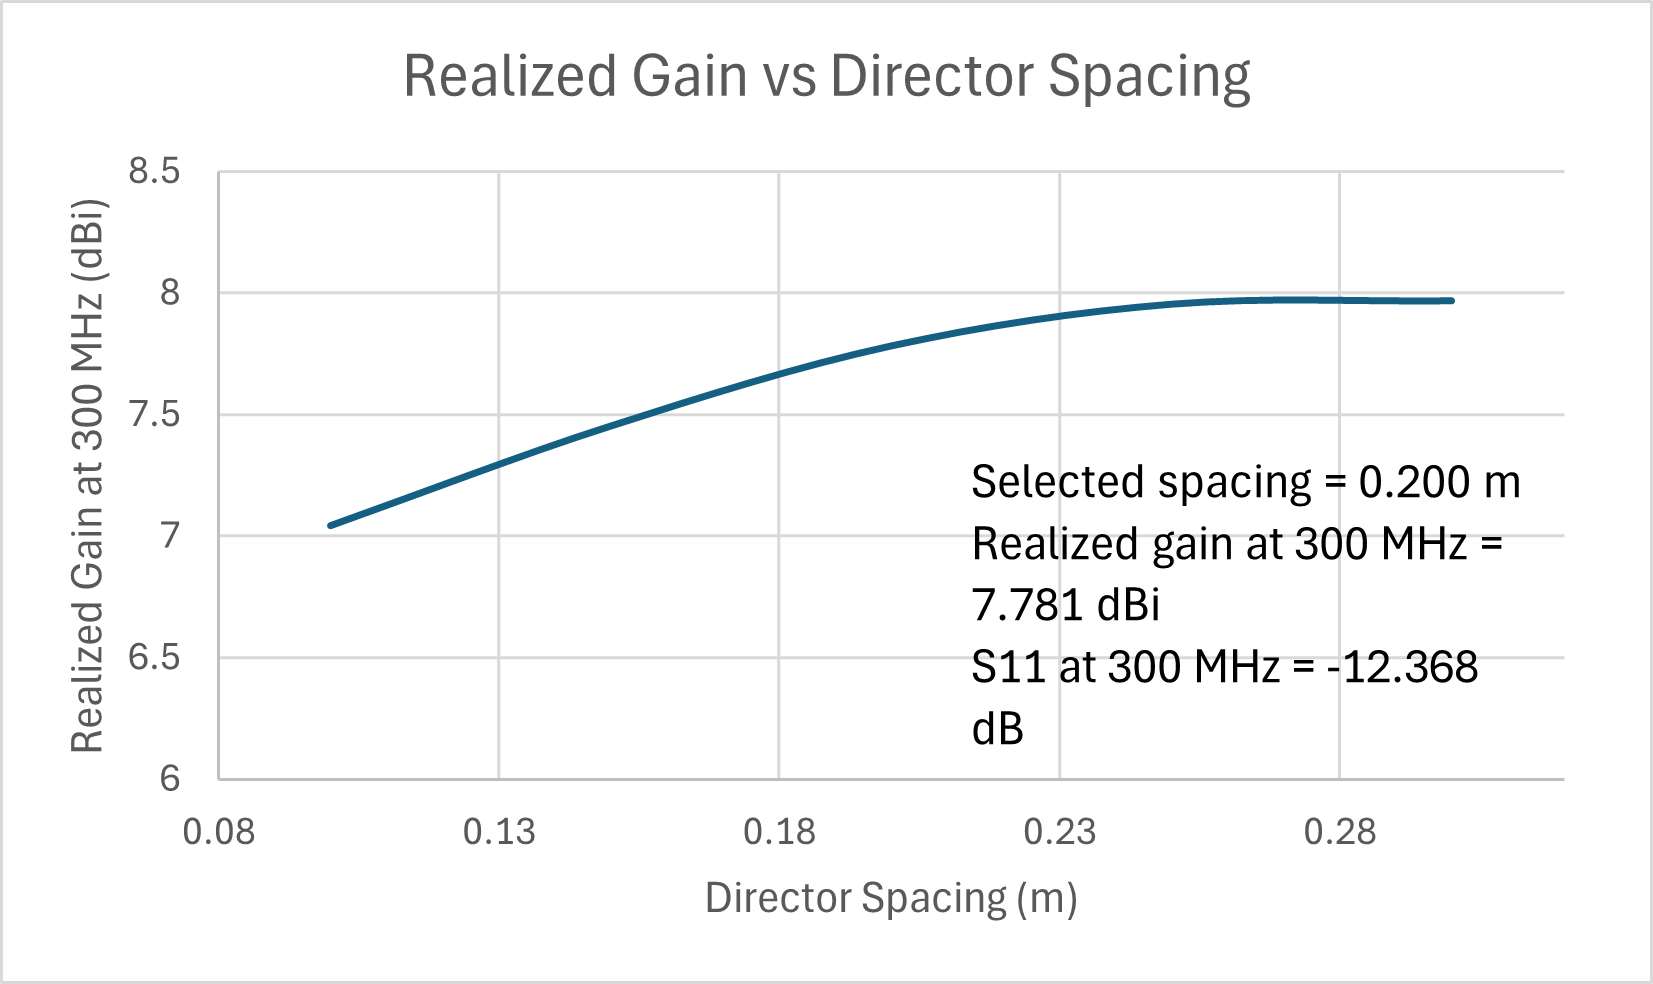 Realized Gain vs Director Spacing
Realized Gain at 300 MHz (dBi)
8.5
8
7.5
7
6.5
6
Selected spacing = 0.200 m
Realized gain at 300 MHz =
7.781 dBi
S11 at 300 MHz = -12.368
dB
0.08 0.13 0.18 0.23 0.28
Director Spacing (m)